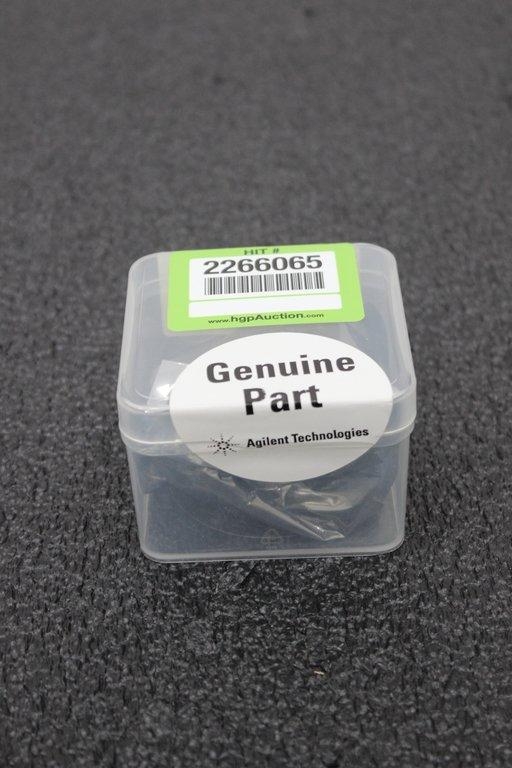 HIT #
2266065
www.hgpAuction.com
Genuine
Part
Agilent Technologies